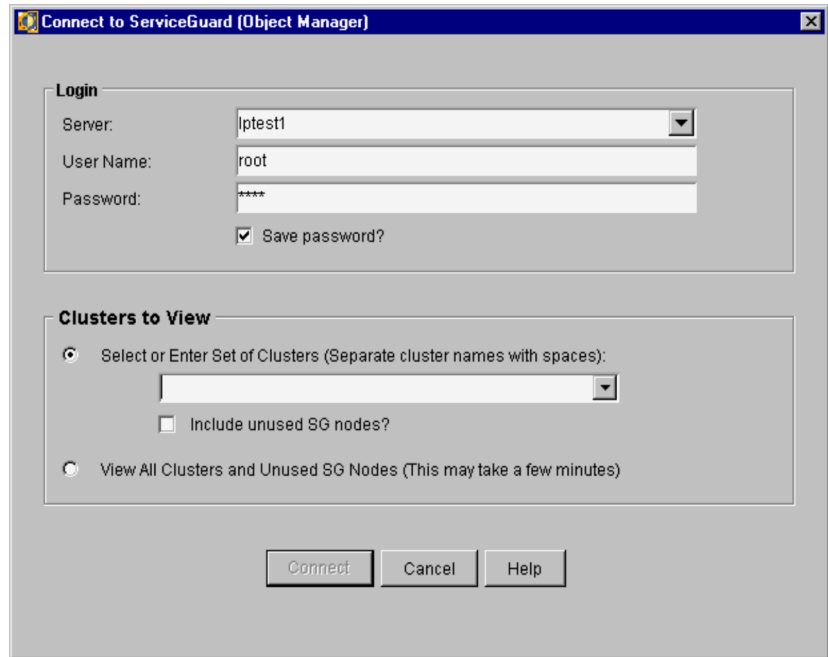 Connect to ServiceGuard (Object Manager)
Login
Server: lptest1
User Name: root
Password: ****
Save password?
Clusters to View
Select or Enter Set of Clusters (Separate cluster names with spaces):
Include unused SG nodes?
View All Clusters and Unused SG Nodes (This may take a few minutes)
Connect Cancel Help